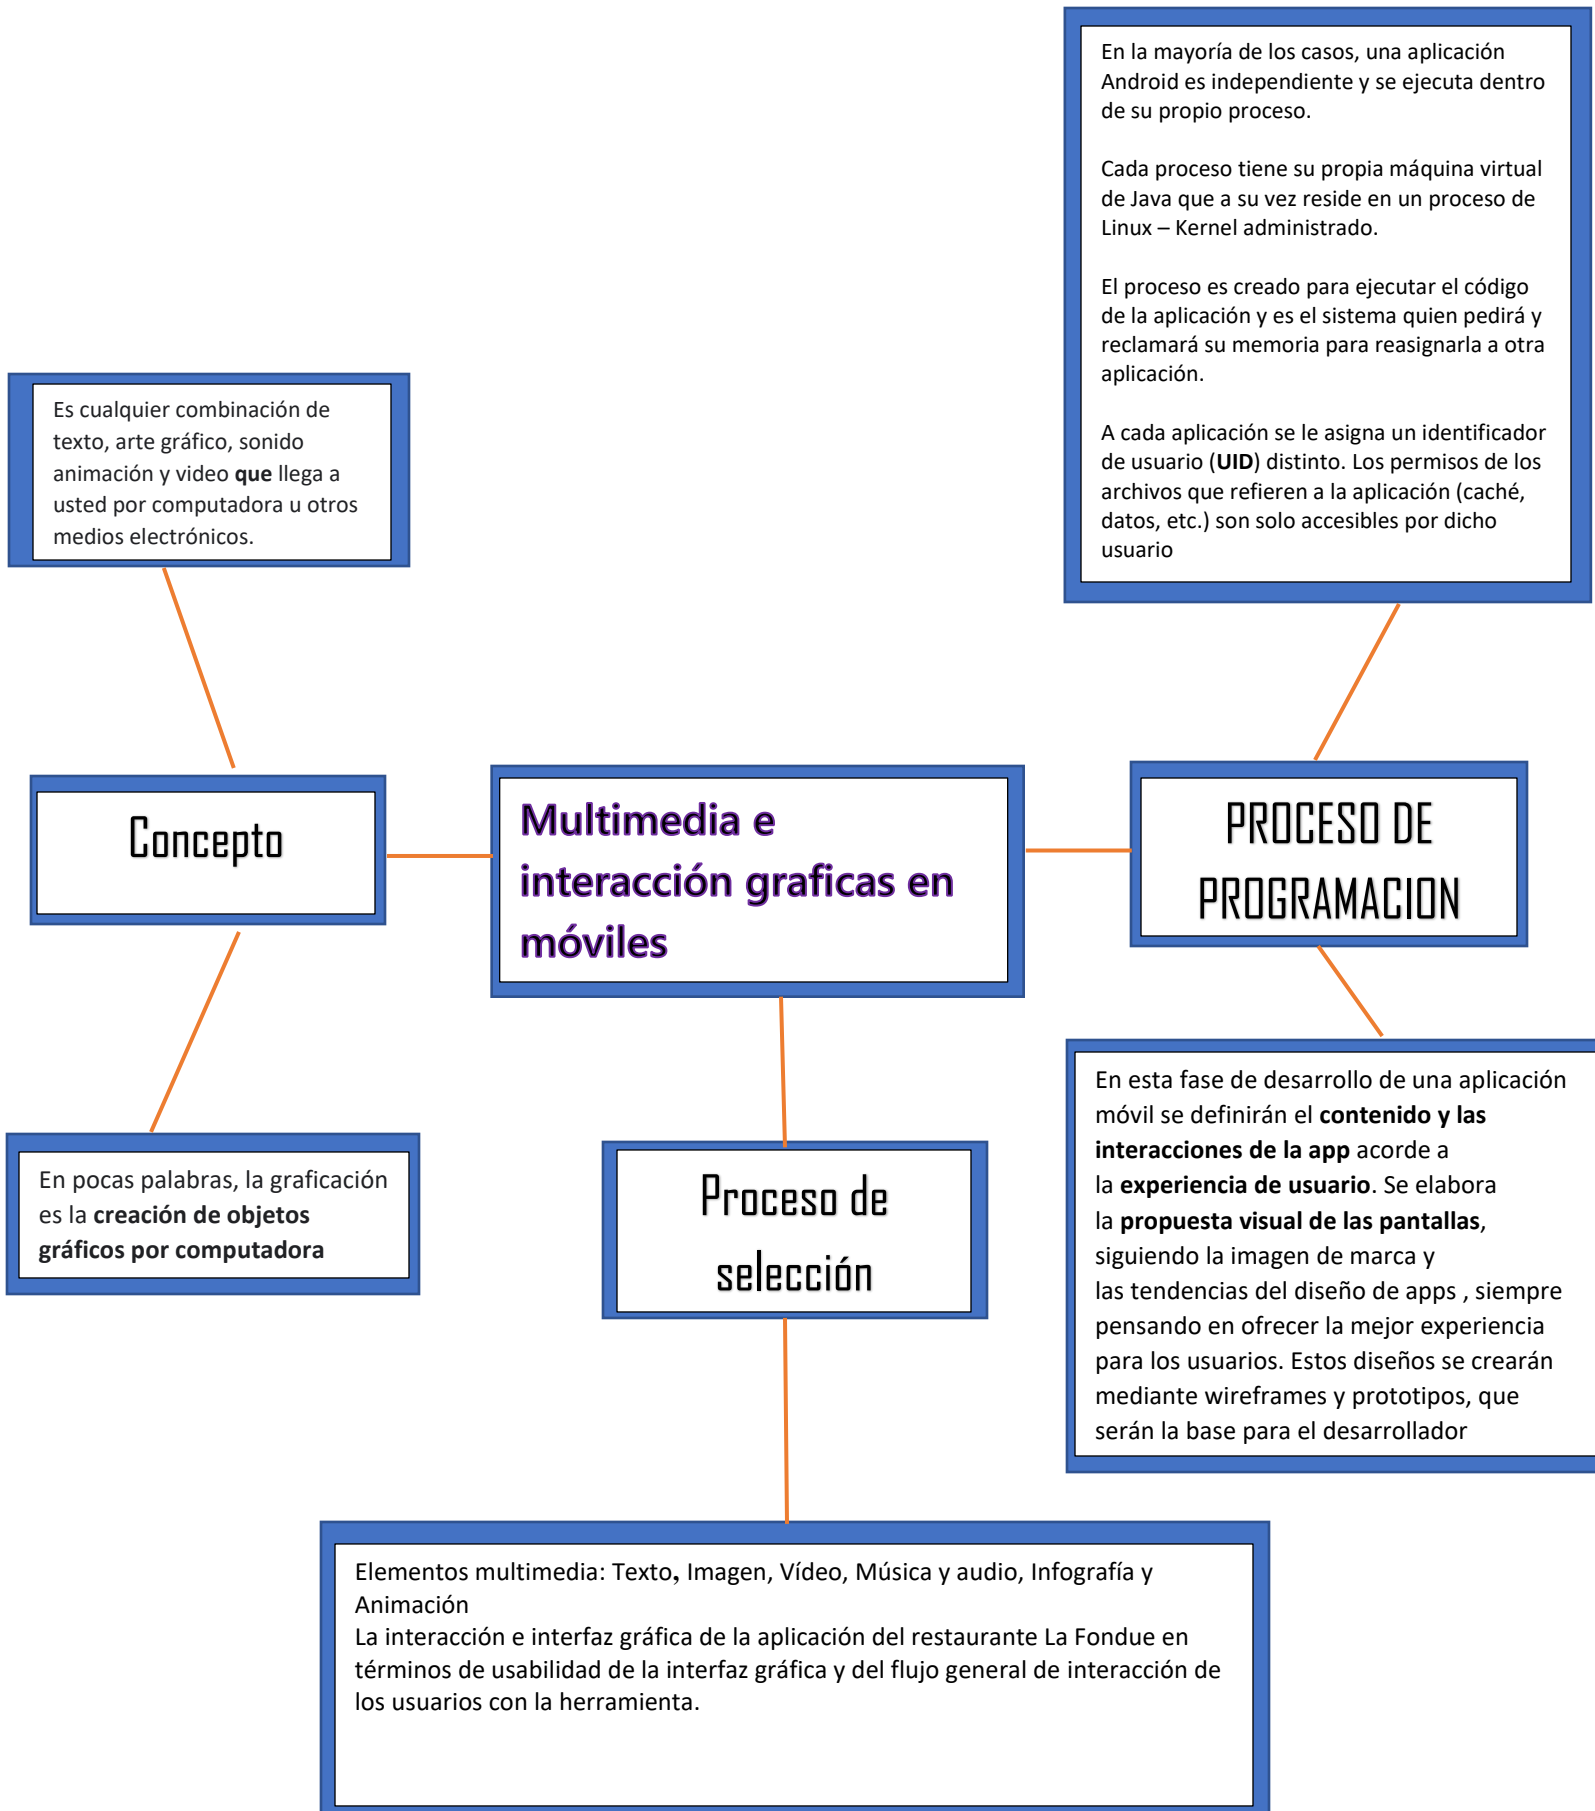 En la mayoría de los casos, una aplicación
Android es independiente y se ejecuta dentro
de su propio proceso.
Cada proceso tiene su propia máquina virtual
de Java que a su vez reside en un proceso de
Linux – Kernel administrado.
El proceso es creado para ejecutar el código
de la aplicación y es el sistema quien pedirá y
reclamará su memoria para reasignarla a otra
aplicación.
A cada aplicación se le asigna un identificador
de usuario (UID) distinto. Los permisos de los
archivos que refieren a la aplicación (caché,
datos, etc.) son solo accesibles por dicho
usuario
Es cualquier combinación de
texto, arte gráfico, sonido
animación y video que llega a
usted por computadora u otros
medios electrónicos.
Concepto
Multimedia e
interacción graficas en
móviles
PROCESO DE
PROGRAMACION
En pocas palabras, la graficación
es la creación de objetos
gráficos por computadora
Proceso de
selección
En esta fase de desarrollo de una aplicación
móvil se definirán el contenido y las
interacciones de la app acorde a
la experiencia de usuario. Se elabora
la propuesta visual de las pantallas,
siguiendo la imagen de marca y
las tendencias del diseño de apps , siempre
pensando en ofrecer la mejor experiencia
para los usuarios. Estos diseños se crearán
mediante wireframes y prototipos, que
serán la base para el desarrollador
Elementos multimedia: Texto, Imagen, Vídeo, Música y audio, Infografía y
Animación
La interacción e interfaz gráfica de la aplicación del restaurante La Fondue en
términos de usabilidad de la interfaz gráfica y del flujo general de interacción de
los usuarios con la herramienta.